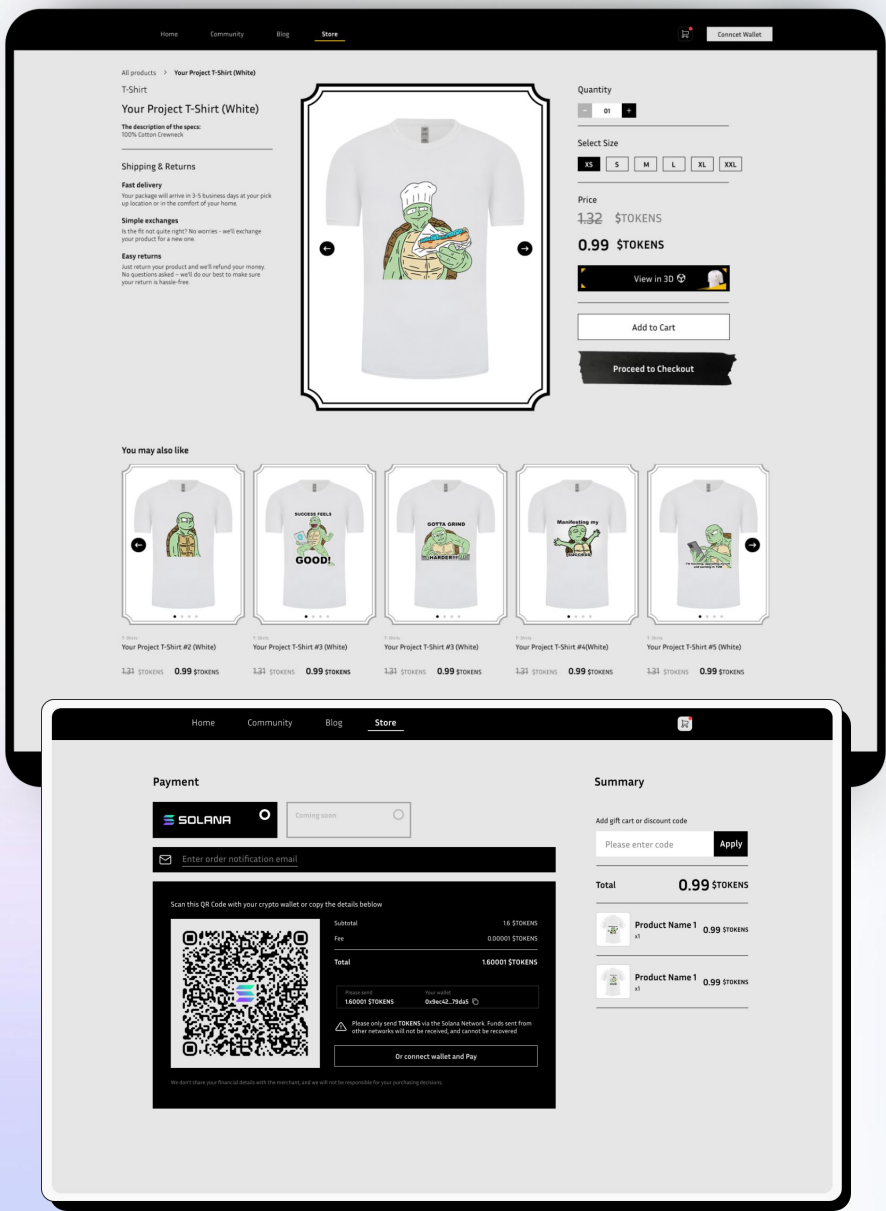 Home Community Blog Store
Conncet Wallet
All products > Your Project T-Shirt (White)
T-Shirt
Your Project T-Shirt (White)
The description of the specs:
100% Cotton Crewneck
Shipping & Returns
Fast delivery
Your package will arrive in 3-5 business days at your pick
up location or in the comfort of your home.
Simple exchanges
Is the fit not quite right? No worries - we'll exchange
your product for a new one.
Easy returns
Just return your product and we'll refund your money.
No questions asked – we'll do our best to make sure
your return is hassle-free.
Quantity
- 01 +
Select Size
XS S M L XL XXL
Price
1.32 $TOKENS
0.99 $TOKENS
View in 3D
Add to Cart
Proceed to Checkout
You may also like
SUCCESS FEELS
GOOD!
GOTTA GRIND
HARDER!!!
Manifesting my
success
T-Shirts T-Shirts T-Shirts T-Shirts T-Shirts
Your Project T-Shirt #2 (White) Your Project T-Shirt #3 (White) Your Project T-Shirt #3 (White) Your Project T-Shirt #4(White) Your Project T-Shirt #5 (White)
1.31 $TOKENS 0.99 $TOKENS 1.31 $TOKENS 0.99 $TOKENS 1.31 $TOKENS 0.99 $TOKENS 1.31 $TOKENS 0.99 $TOKENS 1.31 $TOKENS 0.99 $TOKENS
Home Community Blog Store
Payment
SOLANA
Coming soon
Enter order notification email
Scan this QR Code with your crypto wallet or copy the details beblow
Subtotal 1.6 $TOKENS
Fee 0.00001 $TOKENS
Total 1.60001 $TOKENS
Please send Your wallet
1.60001 $TOKENS 0x9ec42...79da5
Please only send TOKENS via the Solana Network. Funds sent from
other networks will not be received, and cannot be recovered
Or connect wallet and Pay
We don't share your financial details with the merchant, and we will not be responsible for your purchasing decisions.
Summary
Add gift cart or discount code
Please enter code Apply
Total 0.99 $TOKENS
Product Name 1 0.99 $TOKENS
x1
Product Name 1 0.99 $TOKENS
x1